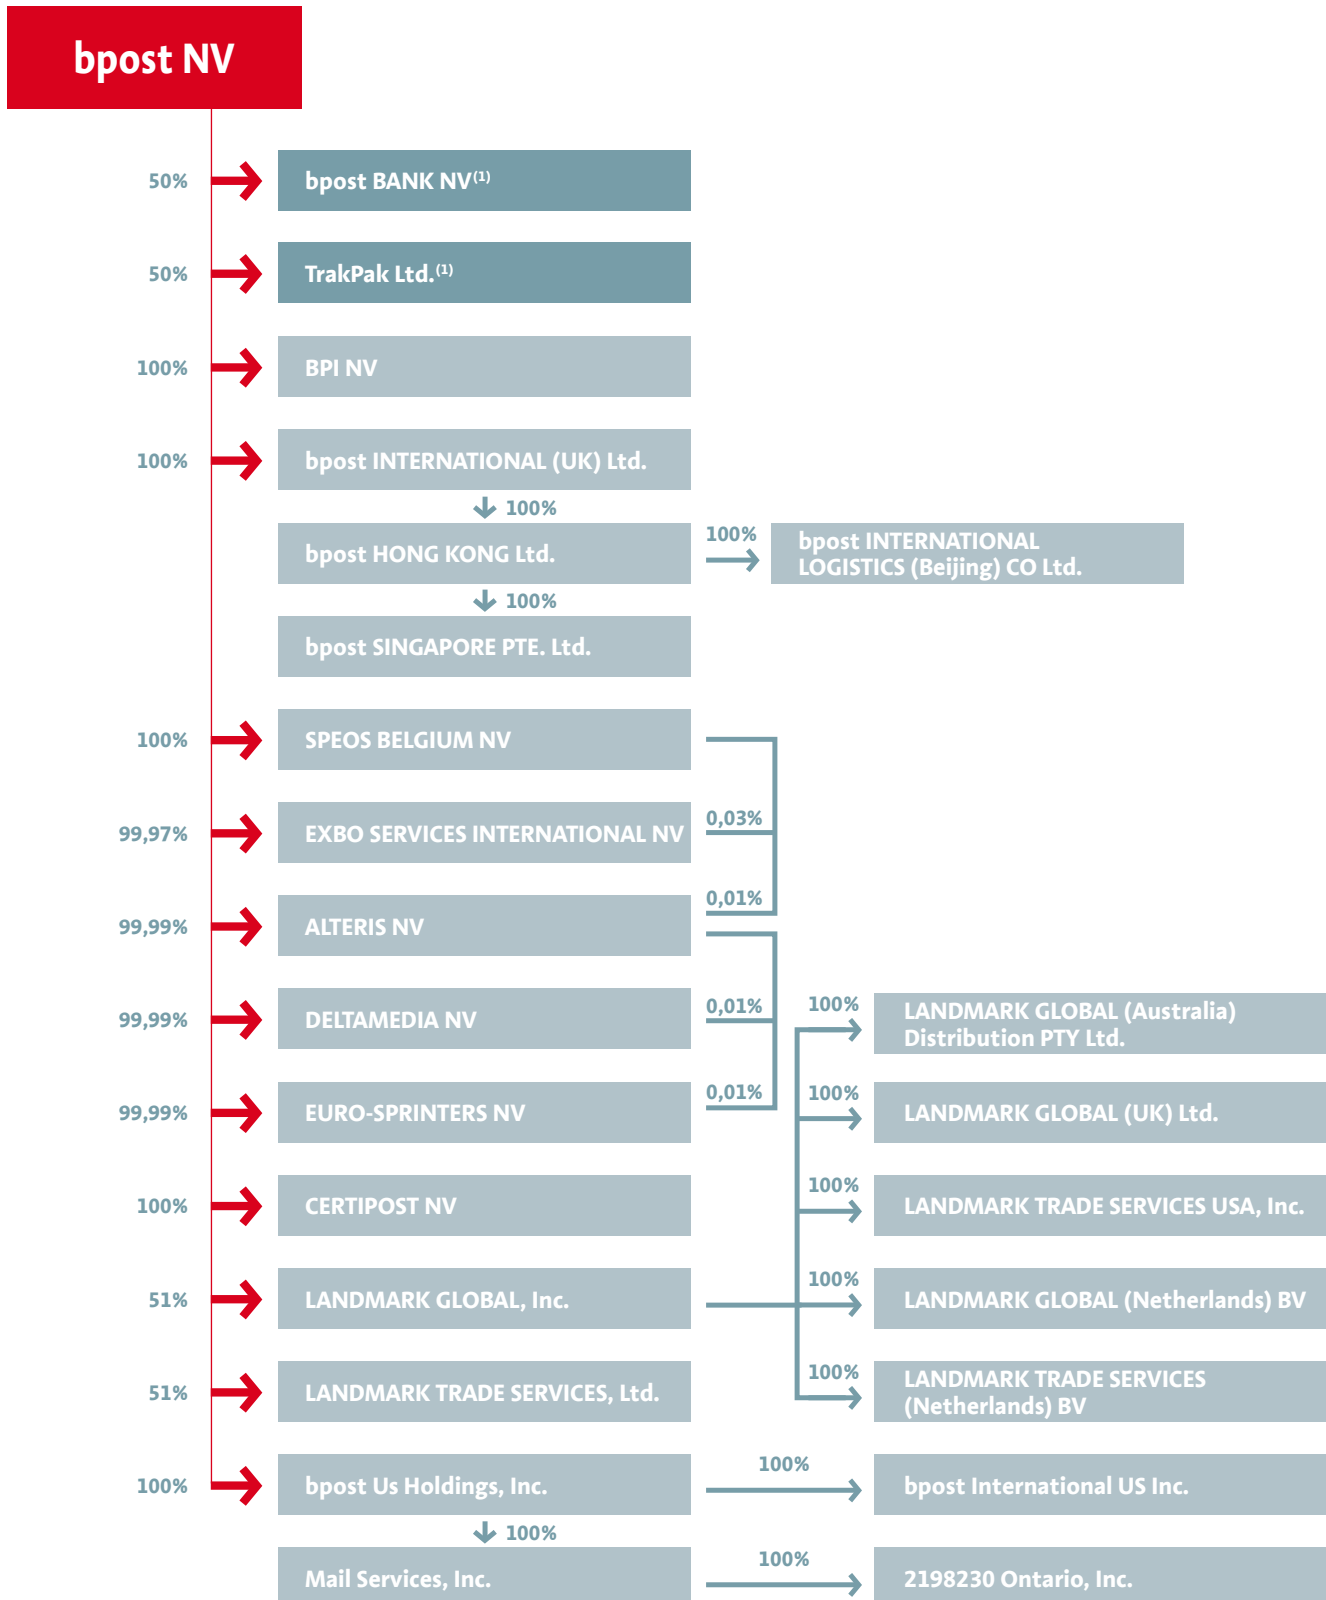 bpost NV
50%
bpost BANK NV(1)
50%
TrakPak Ltd.(1)
100%
BPI NV
100%
bpost INTERNATIONAL (UK) Ltd.
100%
bpost HONG KONG Ltd.
100%
bpost INTERNATIONAL
LOGISTICS (Beijing) CO Ltd.
100%
bpost SINGAPORE PTE. Ltd.
100%
SPEOS BELGIUM NV
99,97%
EXBO SERVICES INTERNATIONAL NV
0,03%
0,01%
99,99%
ALTERIS NV
99,99%
DELTAMEDIA NV
0,01%
100%
LANDMARK GLOBAL (Australia)
Distribution PTY Ltd.
99,99%
EURO-SPRINTERS NV
0,01%
100%
LANDMARK GLOBAL (UK) Ltd.
100%
CERTIPOST NV
100%
LANDMARK TRADE SERVICES USA, Inc.
51%
LANDMARK GLOBAL, Inc.
100%
LANDMARK GLOBAL (Netherlands) BV
51%
LANDMARK TRADE SERVICES, Ltd.
100%
LANDMARK TRADE SERVICES
(Netherlands) BV
100%
bpost Us Holdings, Inc.
100%
bpost International US Inc.
100%
Mail Services, Inc.
100%
2198230 Ontario, Inc.